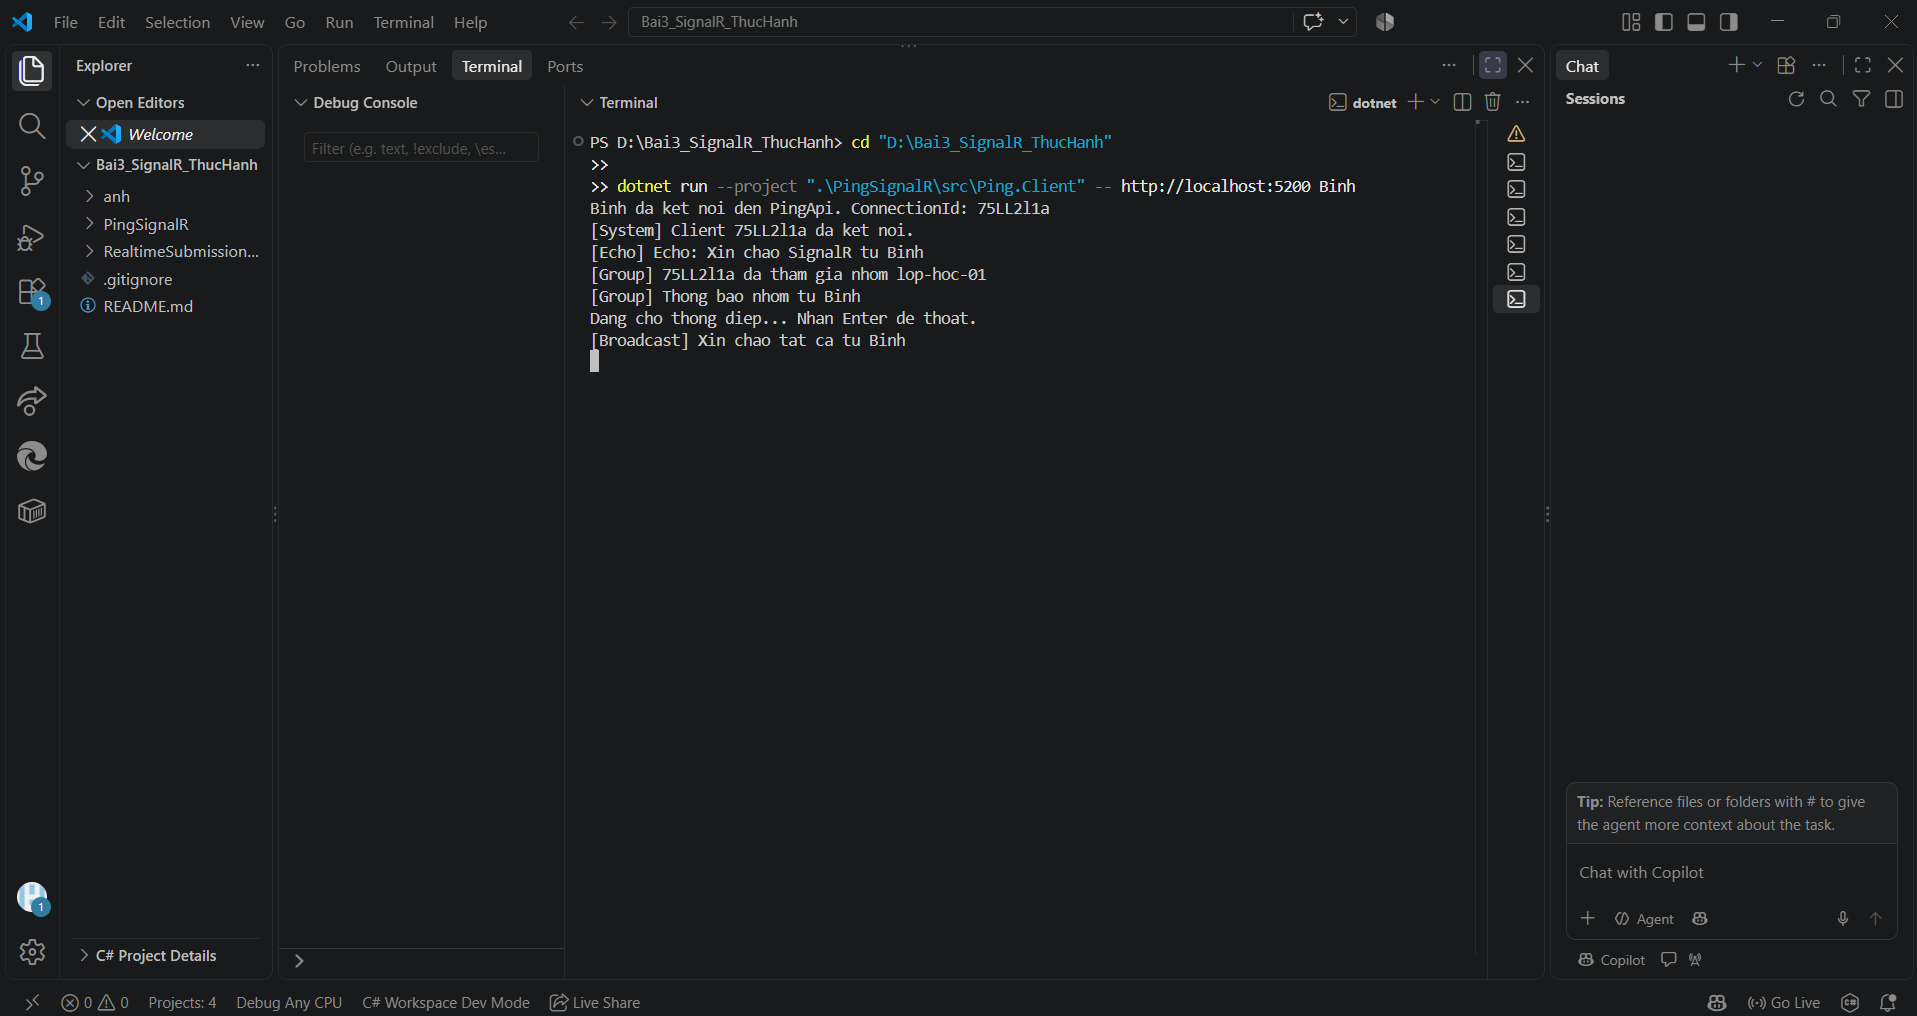 File Edit Selection View Go Run Terminal Help
Bai3_SignalR_ThucHanh
Explorer
Open Editors
Welcome
Bai3_SignalR_ThucHanh
anh
PingSignalR
RealtimeSubmission...
.gitignore
README.md
C# Project Details
1
1
Problems Output Terminal Ports
Debug Console
Filter (e.g. text, !exclude, \es...
Terminal
dotnet
PS D:\Bai3_SignalR_ThucHanh> cd "D:\Bai3_SignalR_ThucHanh"
>>
>> dotnet run --project ".\PingSignalR\src\Ping.Client" -- http://localhost:5200 Binh
Binh da ket noi den PingApi. ConnectionId: 75LL2l1a
[System] Client 75LL2l1a da ket noi.
[Echo] Echo: Xin chao SignalR tu Binh
[Group] 75LL2l1a da tham gia nhom lop-hoc-01
[Group] Thong bao nhom tu Binh
Dang cho thong diep... Nhan Enter de thoat.
[Broadcast] Xin chao tat ca tu Binh
Chat
Sessions
Tip: Reference files or folders with # to give
the agent more context about the task.
Chat with Copilot
Agent
Copilot
0 0 Projects: 4 Debug Any CPU C# Workspace Dev Mode Live Share
Go Live